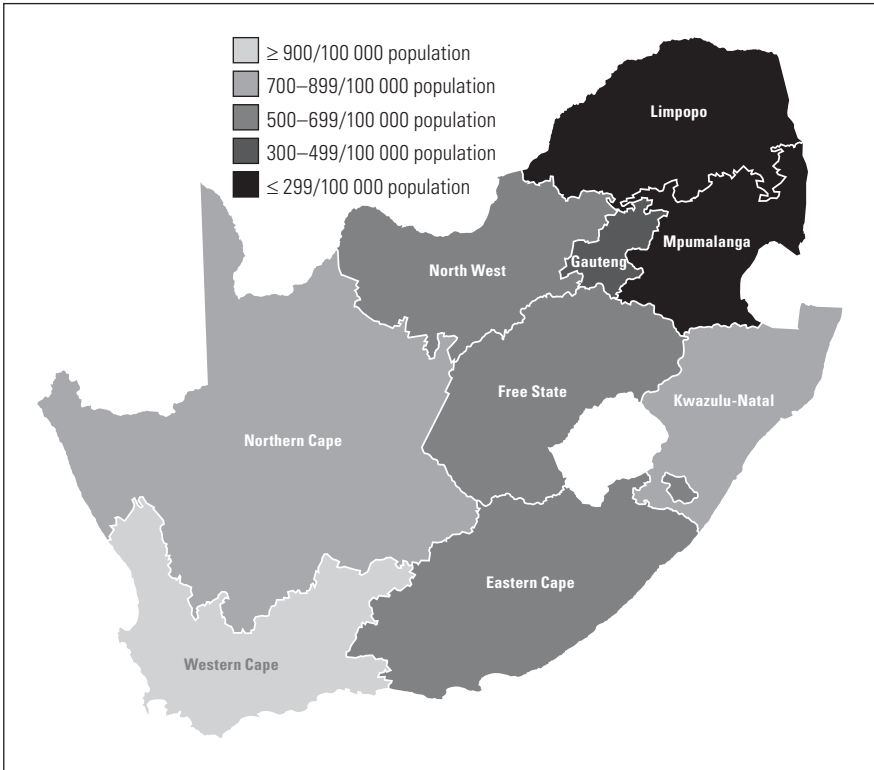 ≥ 900/100 000 population
700–899/100 000 population
500–699/100 000 population
300–499/100 000 population
≤ 299/100 000 population
Limpopo
Mpumalanga
Gauteng
North West
Free State
Kwazulu-Natal
Northern Cape
Eastern Cape
Western Cape